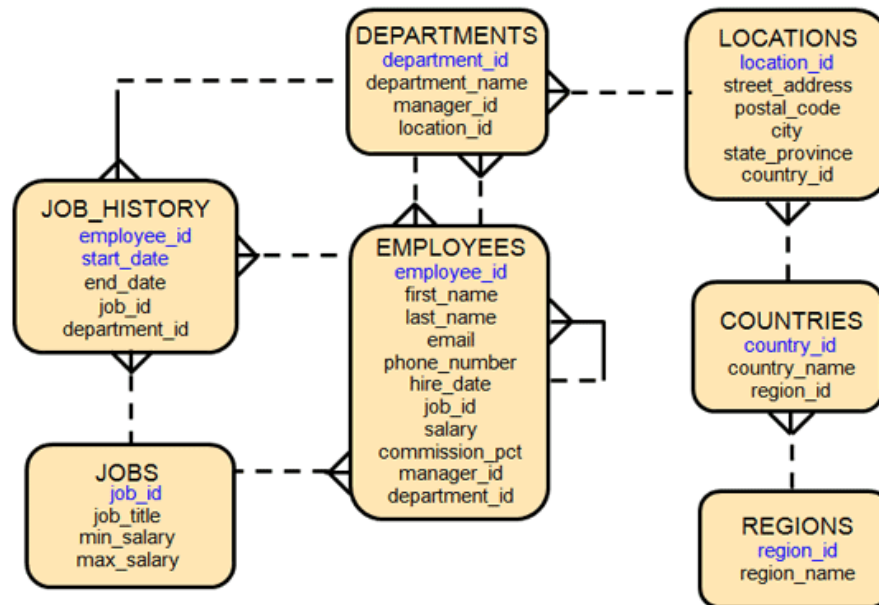 DEPARTMENTS
department_id
department_name
manager_id
location_id
LOCATIONS
location_id
street_address
postal_code
city
state_province
country_id
JOB_HISTORY
employee_id
start_date
end_date
job_id
department_id
EMPLOYEES
employee_id
first_name
last_name
email
phone_number
hire_date
job_id
salary
commission_pct
manager_id
department_id
COUNTRIES
country_id
country_name
region_id
JOBS
job_id
job_title
min_salary
max_salary
REGIONS
region_id
region_name